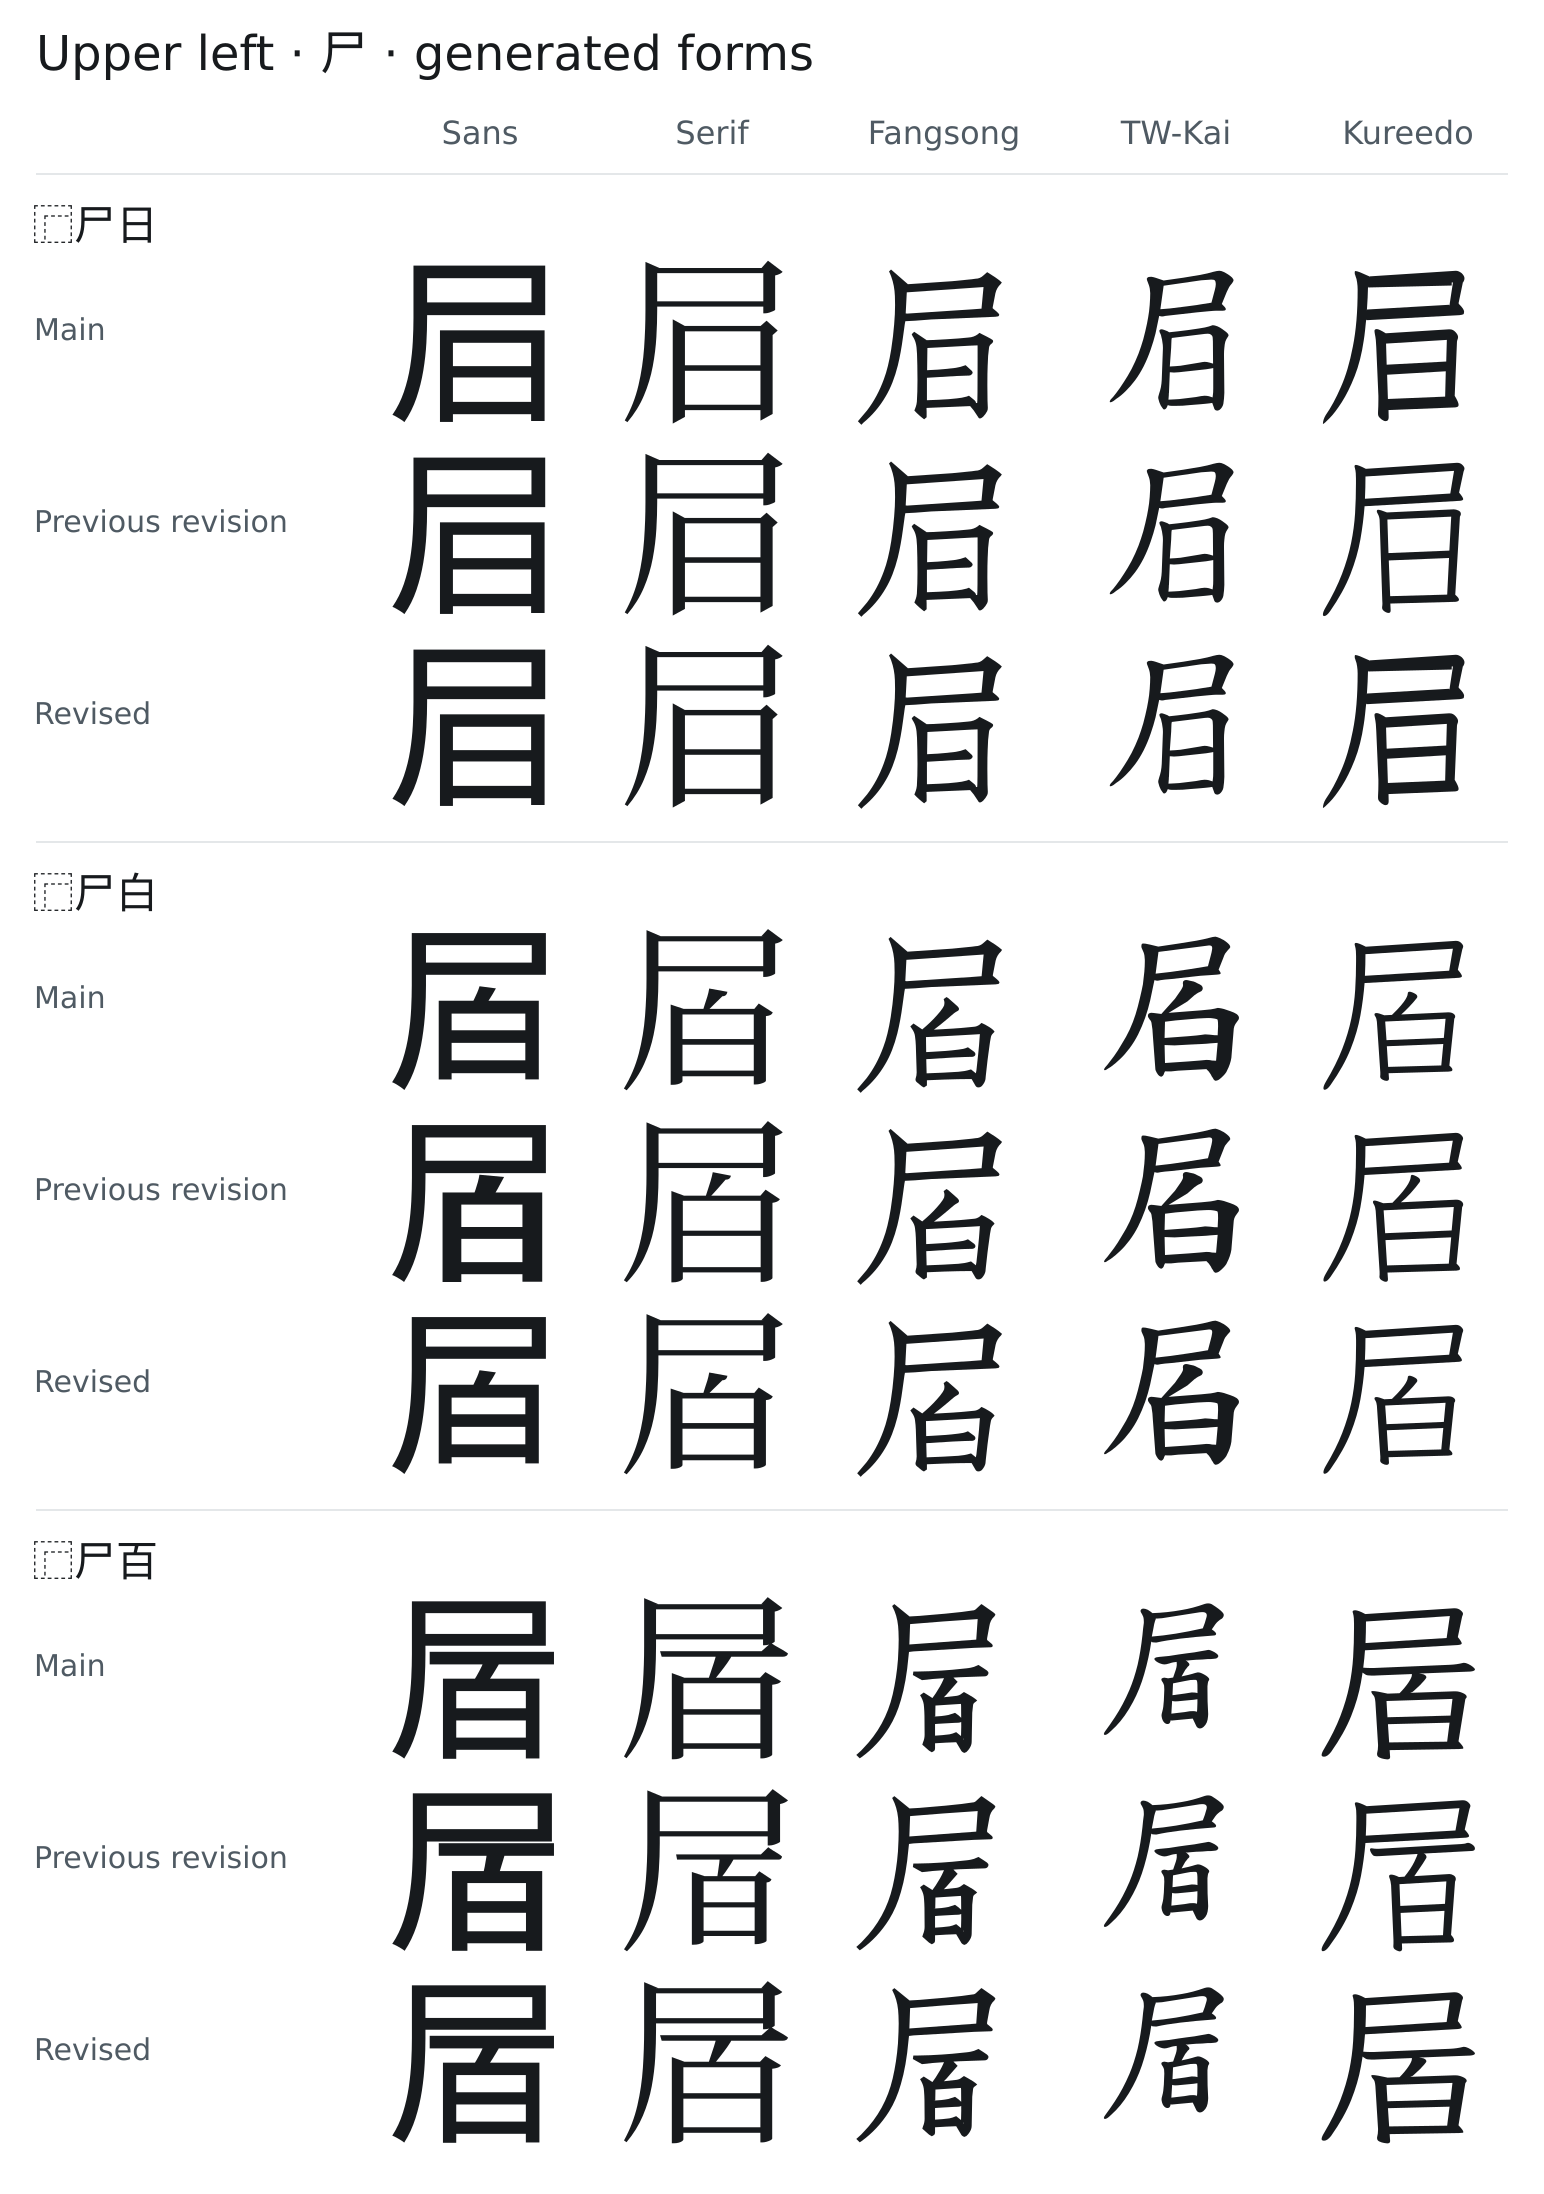 Upper left · 尸 · generated forms
Sans Serif Fangsong TW-Kai Kureedo
⿸尸日
Main
Previous revision
Revised
⿸尸白
Main
Previous revision
Revised
⿸尸百
Main
Previous revision
Revised